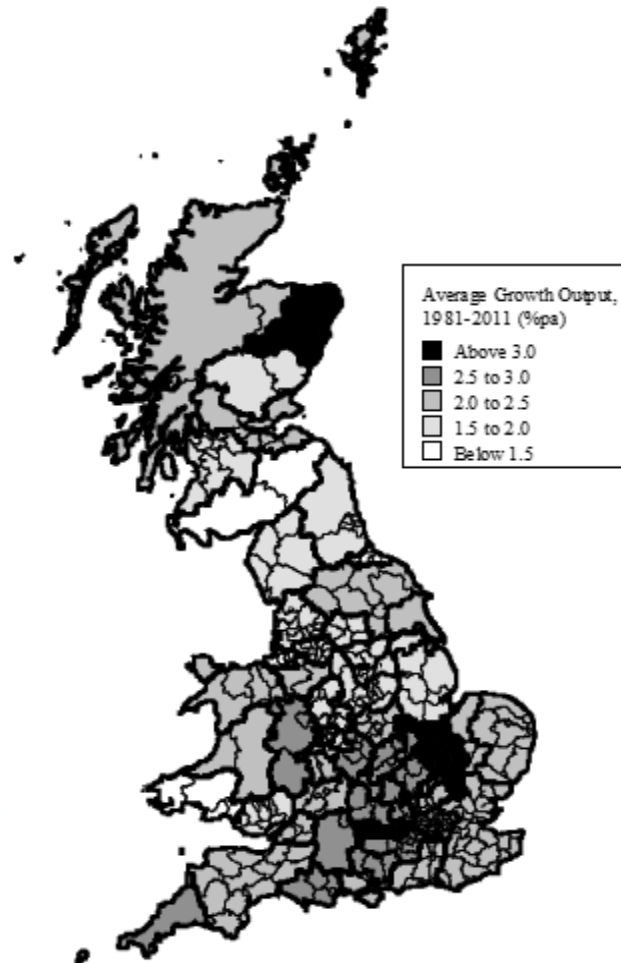 Average Growth Output,
1981-2011 (%pa)
Above 3.0
2.5 to 3.0
2.0 to 2.5
1.5 to 2.0
Below 1.5